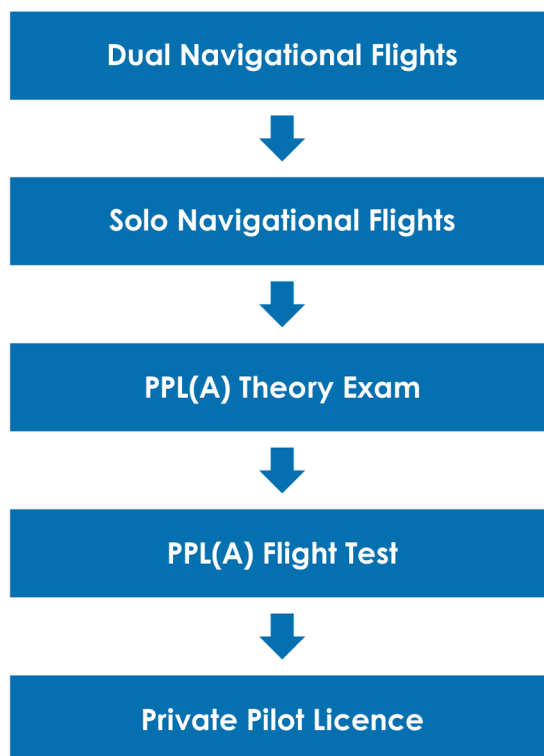 Dual Navigational Flights
Solo Navigational Flights
PPL(A) Theory Exam
PPL(A) Flight Test
Private Pilot Licence